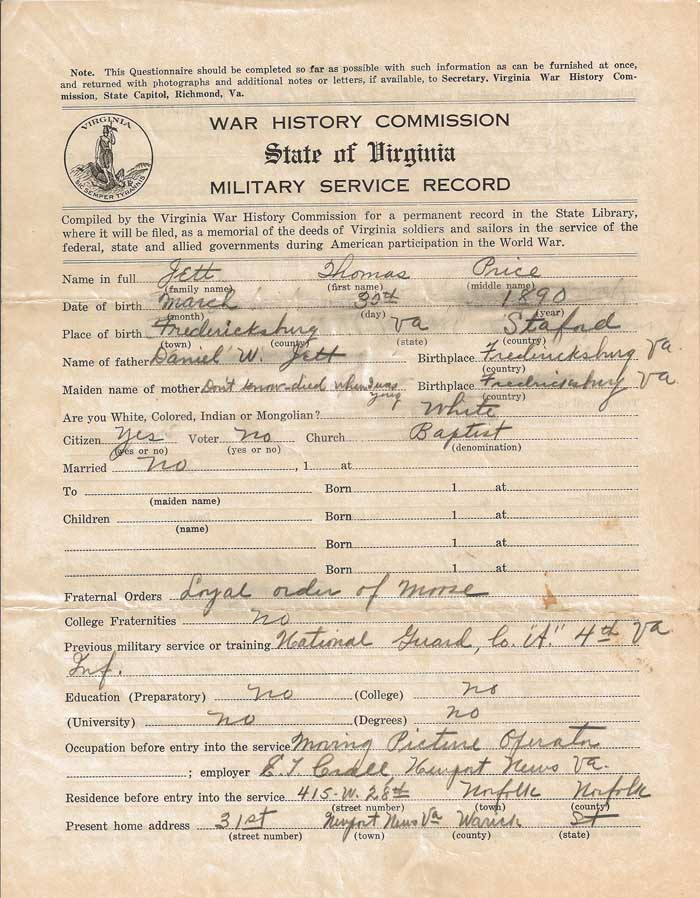 Note. This Questionnaire should be completed so far as possible with such information as can be furnished at once,
and returned with photographs and additional notes or letters, if available, to Secretary. Virginia War History Com-
mission, State Capitol, Richmond, Va.
VIRGINIA
SIC SEMPER TYRANNIS
WAR HISTORY COMMISSION
State of Virginia
MILITARY SERVICE RECORD
Compiled by the Virginia War History Commission for a permanent record in the State Library,
where it will be filed, as a memorial of the deeds of Virginia soldiers and sailors in the service of the
federal, state and allied governments during American participation in the World War.
Name in full Jett Thomas Price
(family name) (first name) (middle name)
Date of birth March 30th 1890
(month) (day) (year)
Place of birth Fredericksburg Va Staford
(town) (county) (state) (country)
Name of father Daniel W. Jett Birthplace Fredericksburg Va.
(country)
Maiden name of mother Don't know-died when I was young Birthplace Fredricksburg Va
(country)
Are you White, Colored, Indian or Mongolian? White
Citizen Yes Voter No Church Baptist
(yes or no) (yes or no) (denomination)
Married No , 1 at
To Born 1 at
(maiden name)
Children Born 1 at
(name)
Born 1 at
Born 1 at
Fraternal Orders Loyal order of Moose
College Fraternities No
Previous military service or training National Guard, Co. "A." 4th Va
Inf.
Education (Preparatory) no (College) no
(University) no (Degrees) no
Occupation before entry into the service Moving Picture Operator
; employer E. T. Newport News Va.
Residence before entry into the service 415-W. 28th Norfolk Norfolk
(street number) (town) (county)
Present home address 31st Newport News Va Warick St
(street number) (town) (county) (state)